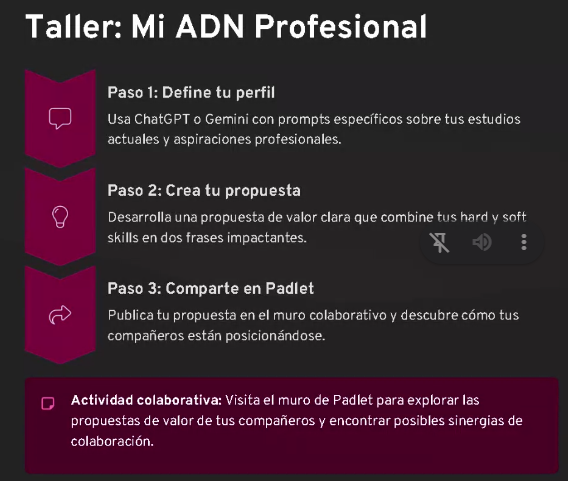 Taller: Mi ADN Profesional
Paso 1: Define tu perfil
Usa ChatGPT o Gemini con prompts específicos sobre tus estudios
actuales y aspiraciones profesionales.
Paso 2: Crea tu propuesta
Desarrolla una propuesta de valor clara que combine tus hard y soft
skills en dos frases impactantes.
Paso 3: Comparte en Padlet
Publica tu propuesta en el muro colaborativo y descubre cómo tus
compañeros están posicionándose.
Actividad colaborativa: Visita el muro de Padlet para explorar las
propuestas de valor de tus compañeros y encontrar posibles sinergías de
colaboración.